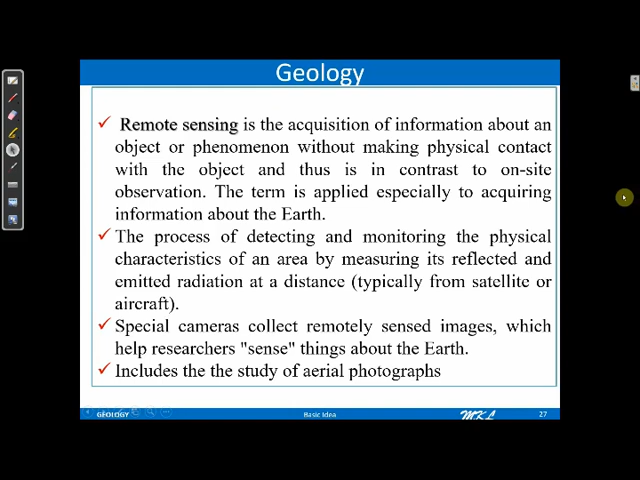 Geology
✓ Remote sensing is the acquisition of information about an
object or phenomenon without making physical contact
with the object and thus is in contrast to on-site
observation. The term is applied especially to acquiring
information about the Earth.
✓ The process of detecting and monitoring the physical
characteristics of an area by measuring its reflected and
emitted radiation at a distance (typically from satellite or
aircraft).
✓ Special cameras collect remotely sensed images, which
help researchers "sense" things about the Earth.
✓ Includes the the study of aerial photographs
GEOLOGY Basic Idea MKL 27